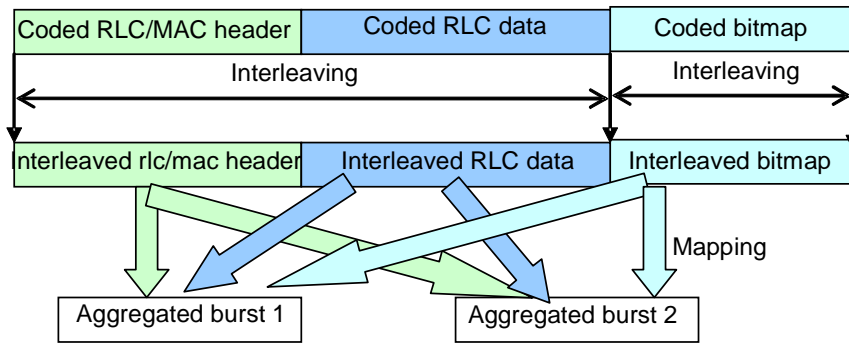 Coded RLC/MAC header
Coded RLC data
Coded bitmap
Interleaving
Interleaving
Interleaved rlc/mac header
Interleaved RLC data
Interleaved bitmap
Mapping
Aggregated burst 1
Aggregated burst 2